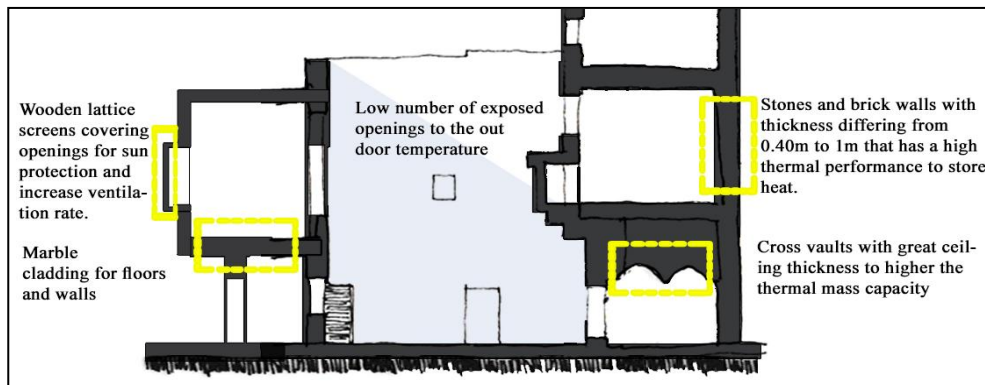 Wooden lattice
screens covering
openings for sun
protection and
increase ventila-
tion rate.
Marble
cladding for floors
and walls
Low number of exposed
openings to the out
door temperature
Stones and brick walls with
thickness differing from
0.40m to 1m that has a high
thermal performance to store
heat.
Cross vaults with great ceil-
ing thickness to higher the
thermal mass capacity